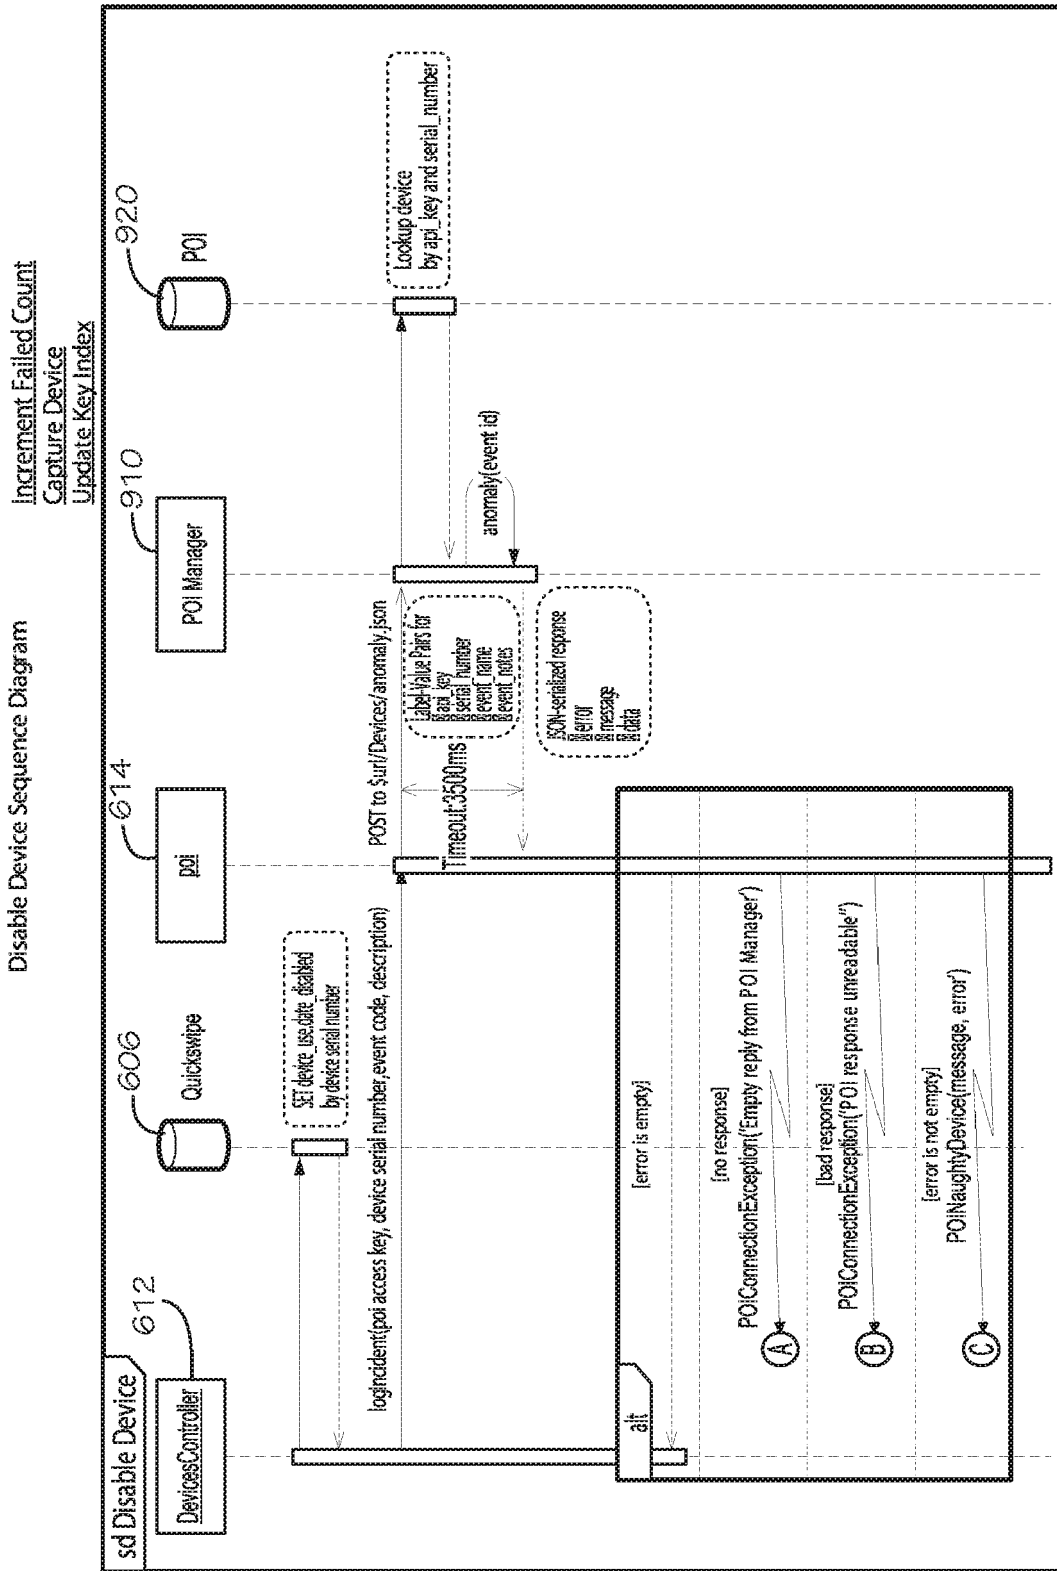 Disable Device Sequence Diagram
Increment Failed Count
Capture Device
Update Key Index
sd Disable Device
612
DevicesController
606
Quickswipe
614
poi
910
POI Manager
920
POI
SET device_use.date_disabled
by device serial number
logincident(poi access key, device serial number, event code, description)
POST to $url/Devices/anomaly.json
Timeout:3500ms
Label-Value Pairs for
api_key
serial_number
event_name
event_notes
Lookup device
by api_key and serial_number
anomaly(event id)
JSON-serialized response
error
message
data
alt
[error is empty]
[no response]
POIConnectionException('Empty reply from POI Manager')
A
[bad response]
POIConnectionException('POI response unreadable")
B
[error is not empty]
POINaughtyDevice(message, error')
C